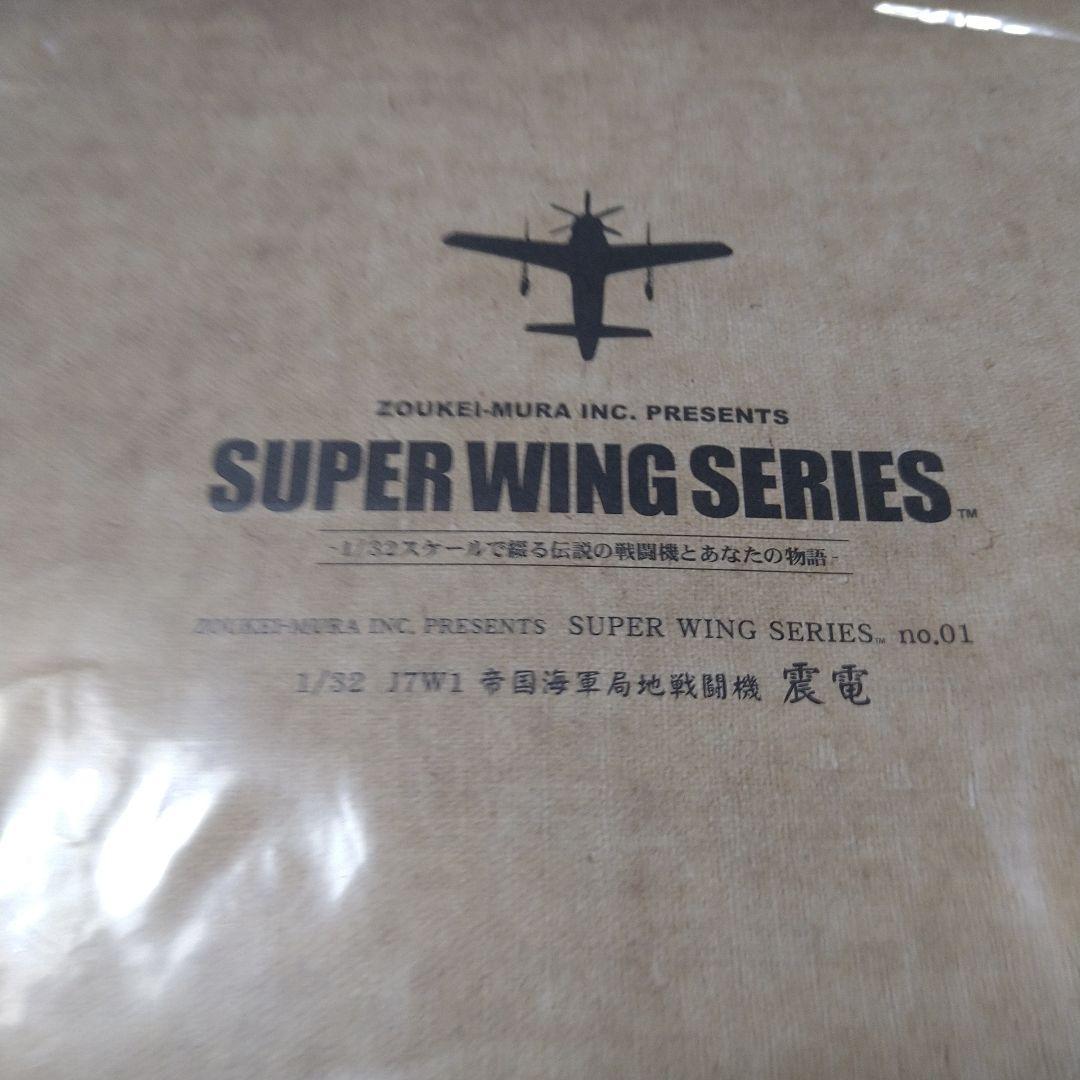 ZOUKEI-MURA INC. PRESENTS
SUPER WING SERIES™
-1/32スケールで綴る伝説の戦闘機とあなたの物語-
ZOUKEI-MURA INC. PRESENTS SUPER WING SERIES™ no.01
1/32 J7W1 帝国海軍局地戦闘機 震電